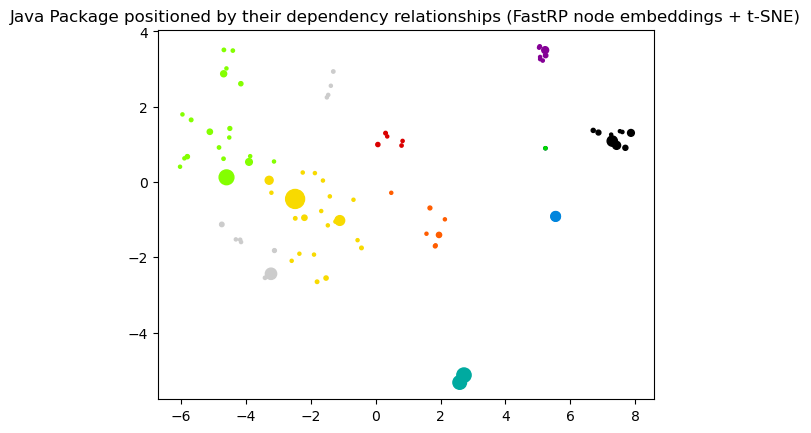 Java Package positioned by their dependency relationships (FastRP node embeddings + t-SNE)
4
2
0
−2
−4
−6 −4 −2 0 2 4 6 8